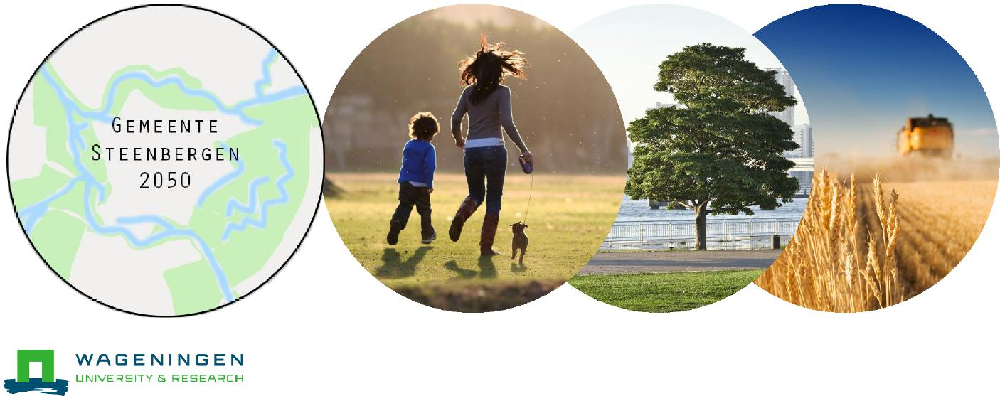 GEMEENTE
STEENBERGEN
2050
WAGENINGEN
UNIVERSITY & RESEARCH